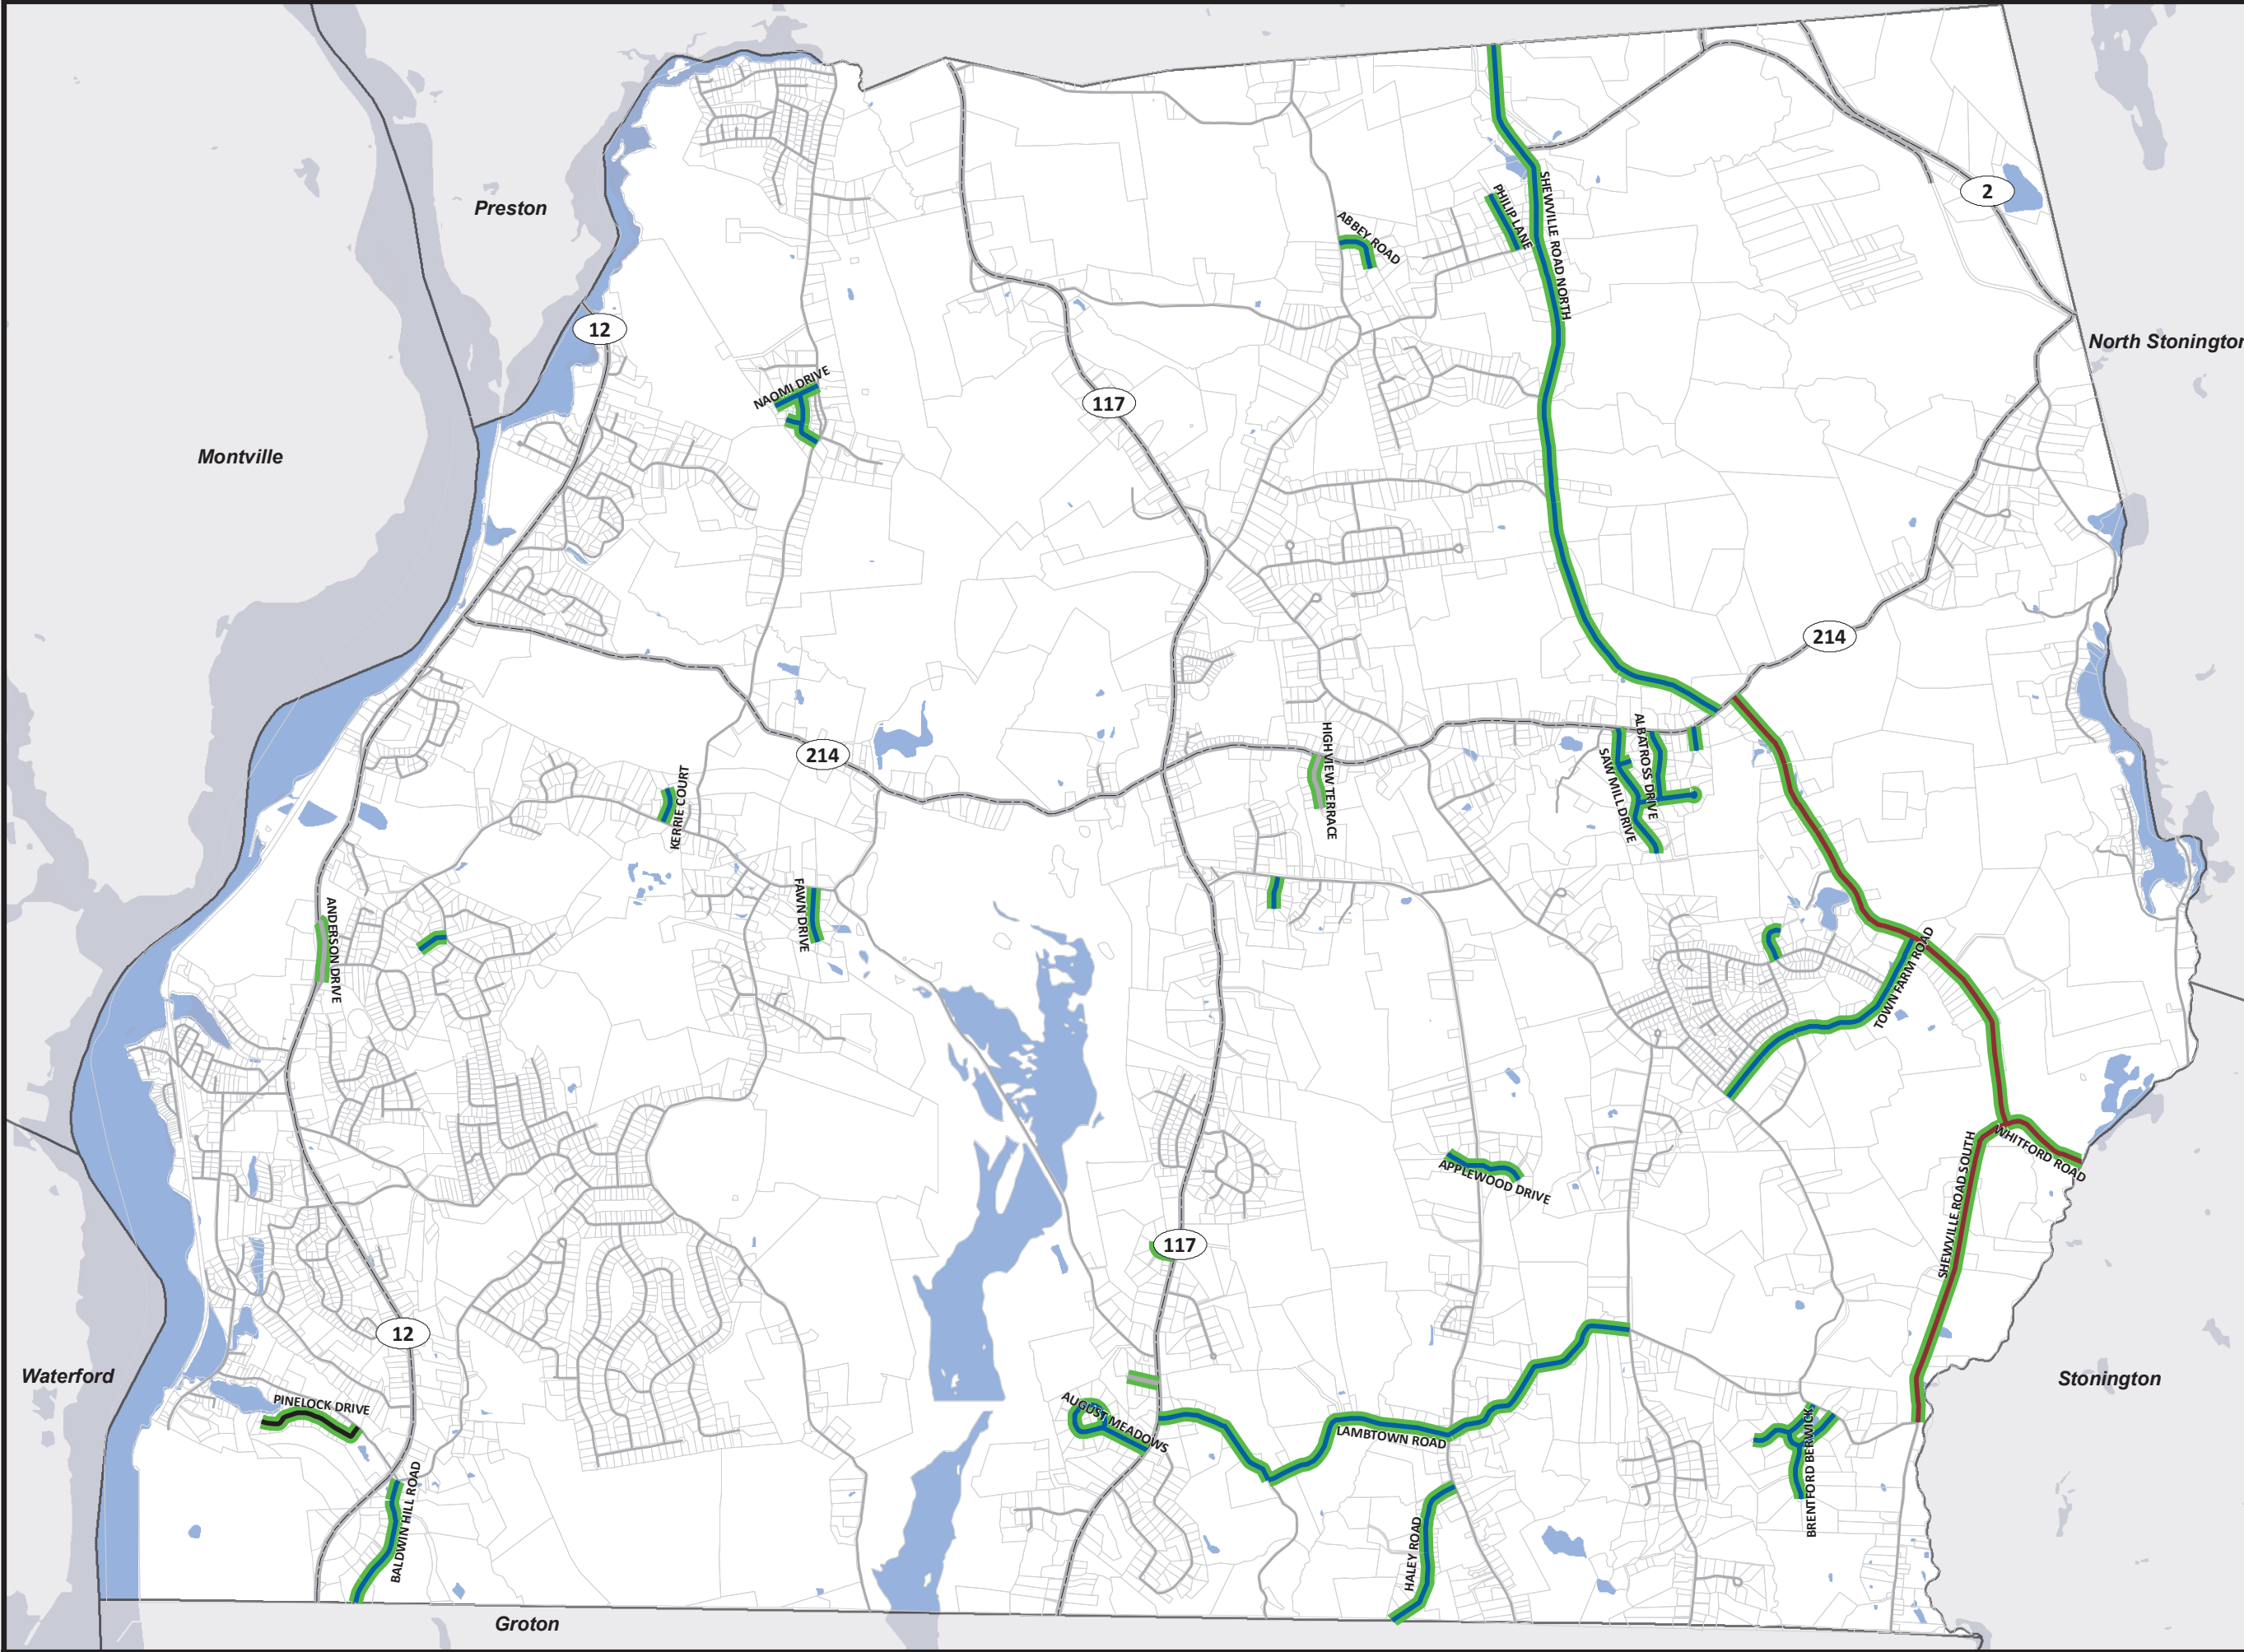 Preston
2
PHILIP LANE
SHEWVILLE ROAD NORTH
ABBEY ROAD
12
North Stonington
NAOMI DRIVE
117
Montville
214
ALBATROSS DRIVE
SAW MILL DRIVE
HIGHVIEW TERRACE
214
KERRIE COURT
FAWN DRIVE
ANDERSON DRIVE
TOWN FARM ROAD
WHITFORD ROAD
APPLEWOOD DRIVE
SHEWVILLE ROAD SOUTH
117
12
Waterford
Stonington
PINELOCK DRIVE
AUGUST MEADOWS
LAMBTOWN ROAD
BRENTFORD BERWICK
BALDWIN HILL ROAD
HALEY ROAD
Groton